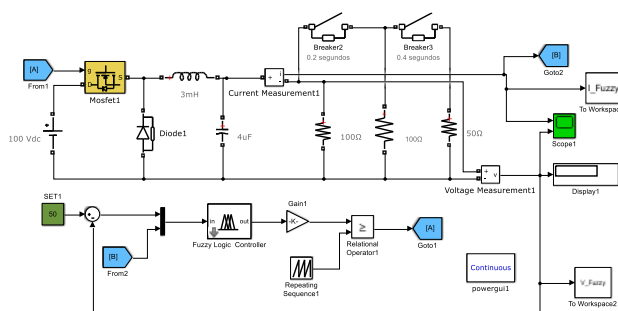 Breaker2
0.2 segundos
Breaker3
0.4 segundos
[A]
From1
g
D
S
Mosfet1
3mH
+
-
i
Current Measurement1
[B]
Goto2
I_Fuzzy
To Workspac
Scope1
100 Vdc
+
Diode1
4uF
100Ω
100Ω
50Ω
+
-
v
Voltage Measurement1
Display1
SET1
50
+
-
[B]
From2
in
out
Fuzzy Logic Controller
Gain1
-K-
Repeating
Sequence1
≥
Relational
Operator1
[A]
Goto1
Continuous
powergui1
V_Fuzzy
To Workspace2